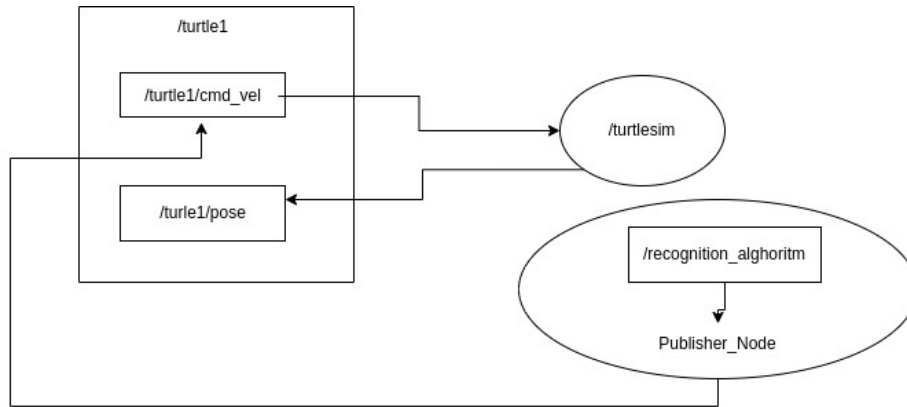 /turtle1
/turtle1/cmd_vel
/turtlesim
/turle1/pose
/recognition_alghoritm
Publisher_Node